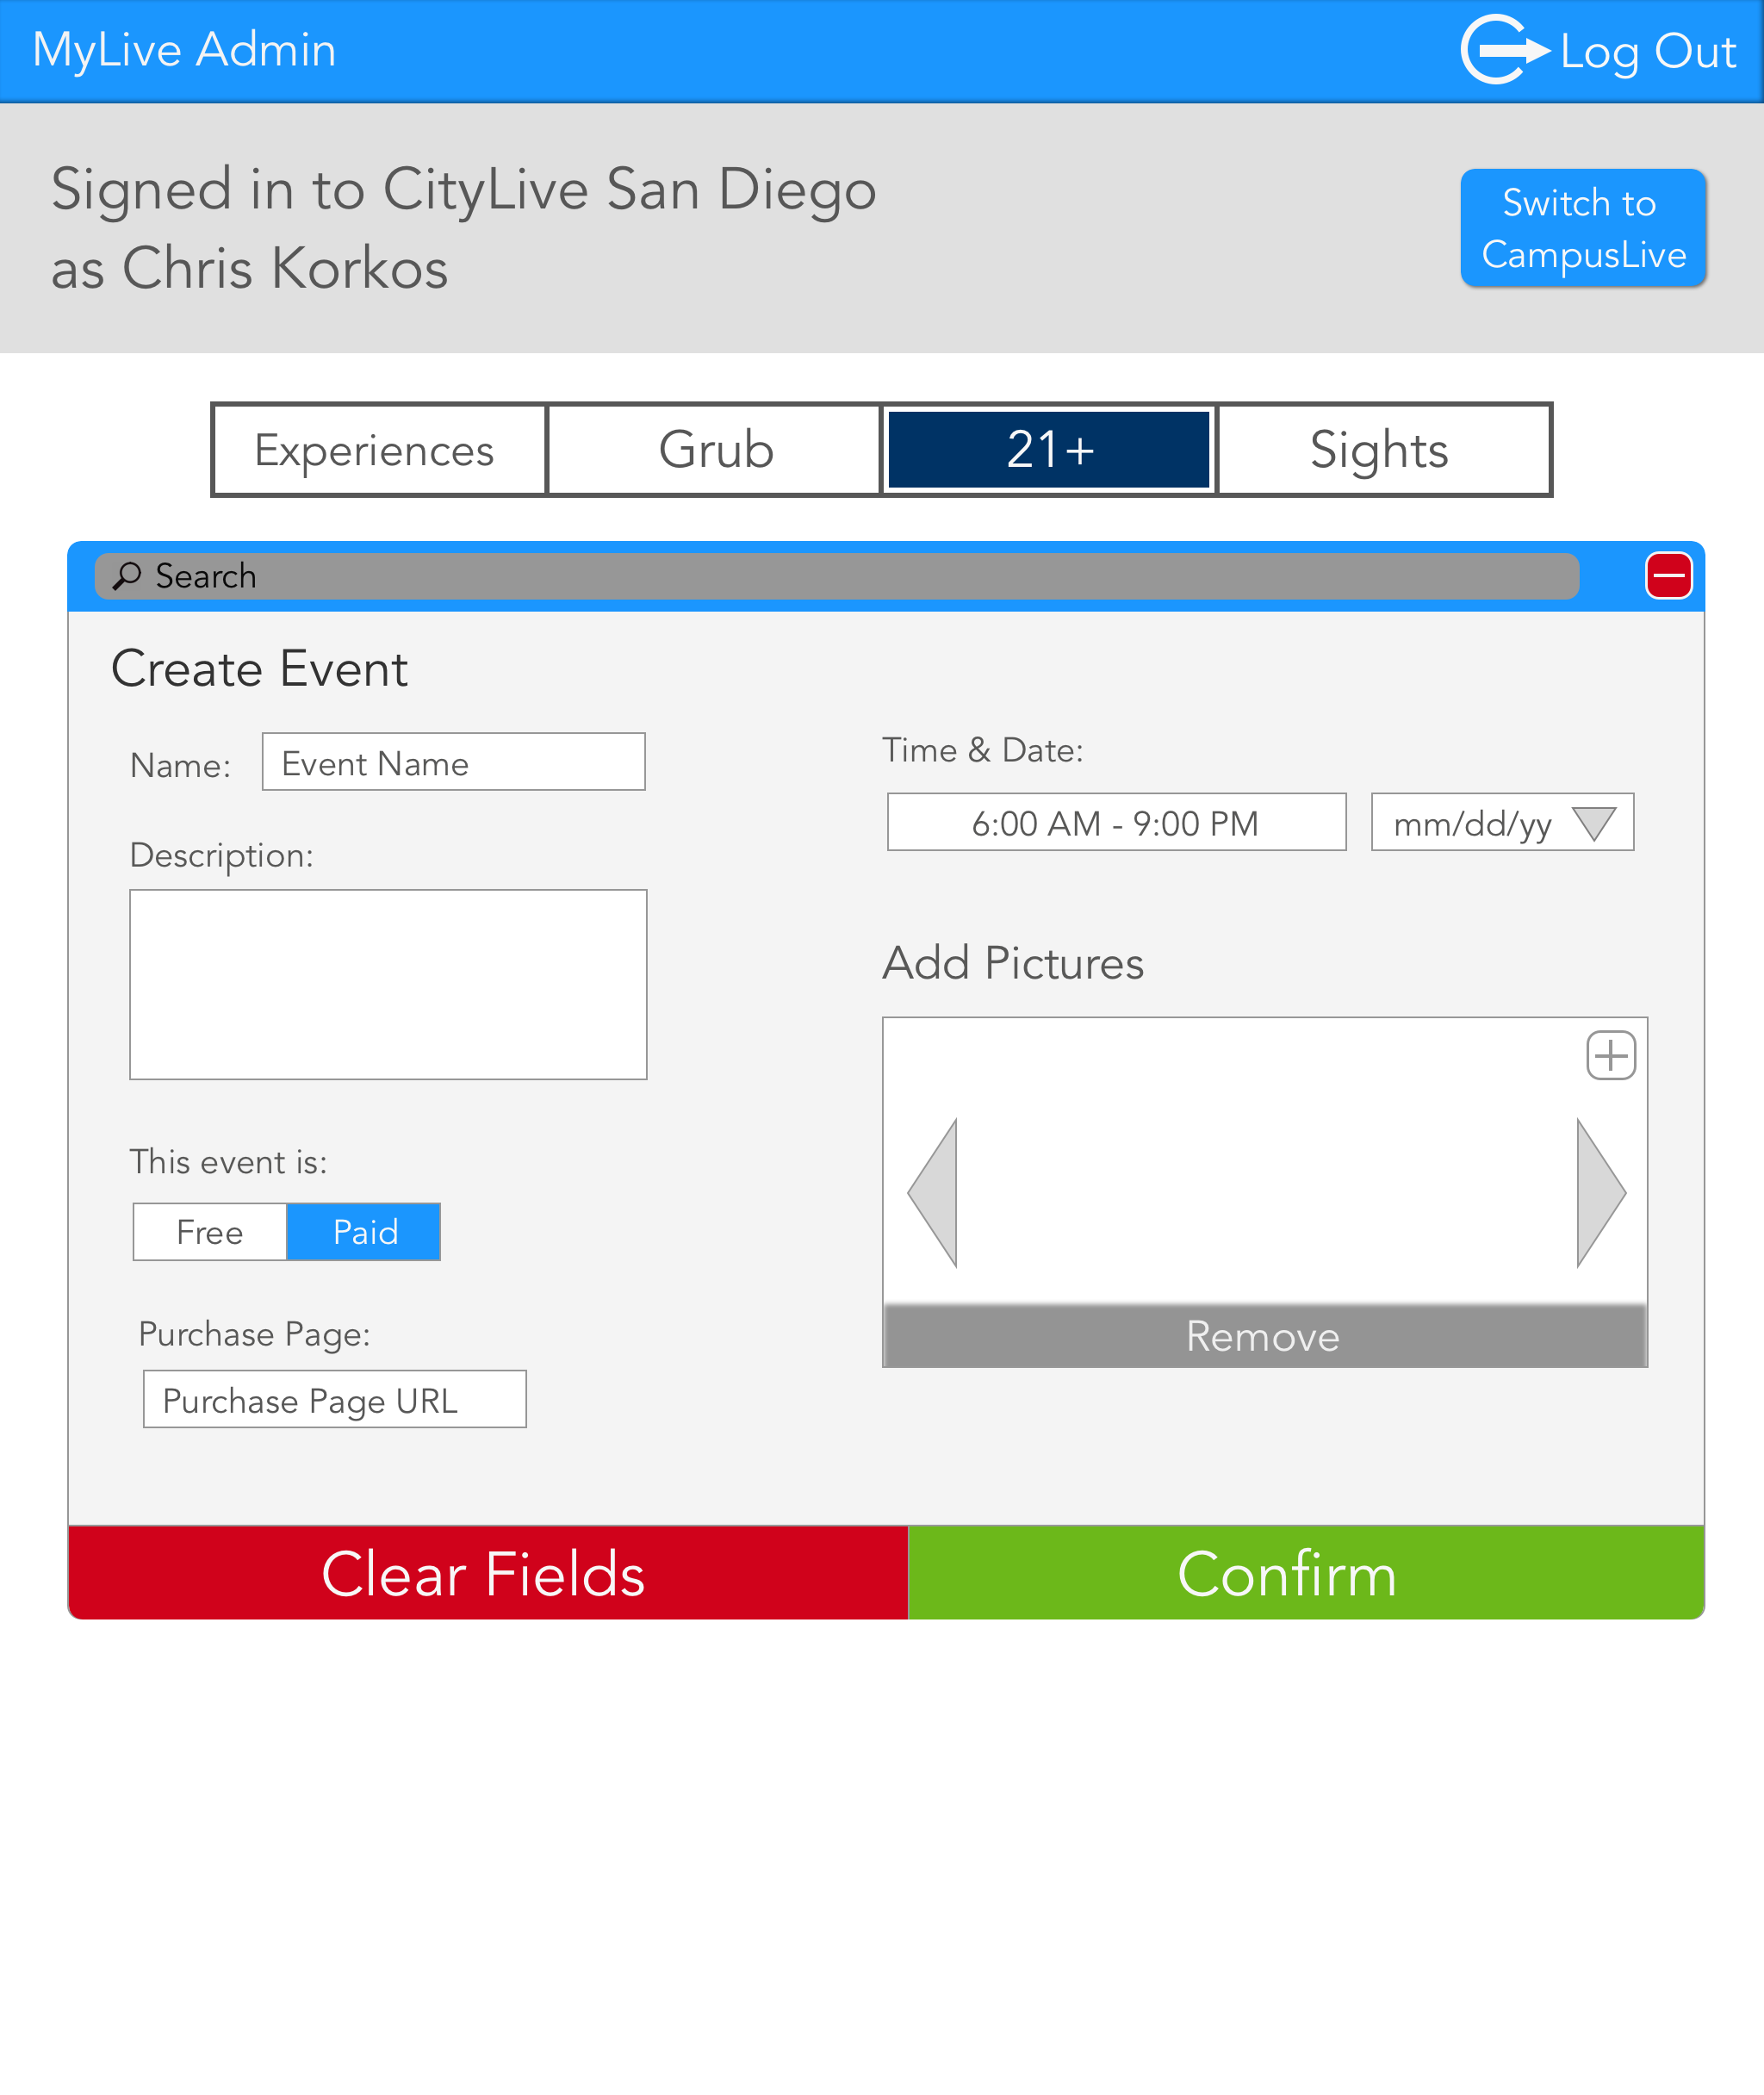 MyLive Admin
Log Out
Signed in to CityLive San Diego
as Chris Korkos
Switch to
CampusLive
Experiences
Grub
21+
Sights
Search
Create Event
Name:
Event Name
Description:
This event is:
Free
Paid
Purchase Page:
Purchase Page URL
Time & Date:
6:00 AM - 9:00 PM
mm/dd/yy
Add Pictures
Remove
Clear Fields
Confirm